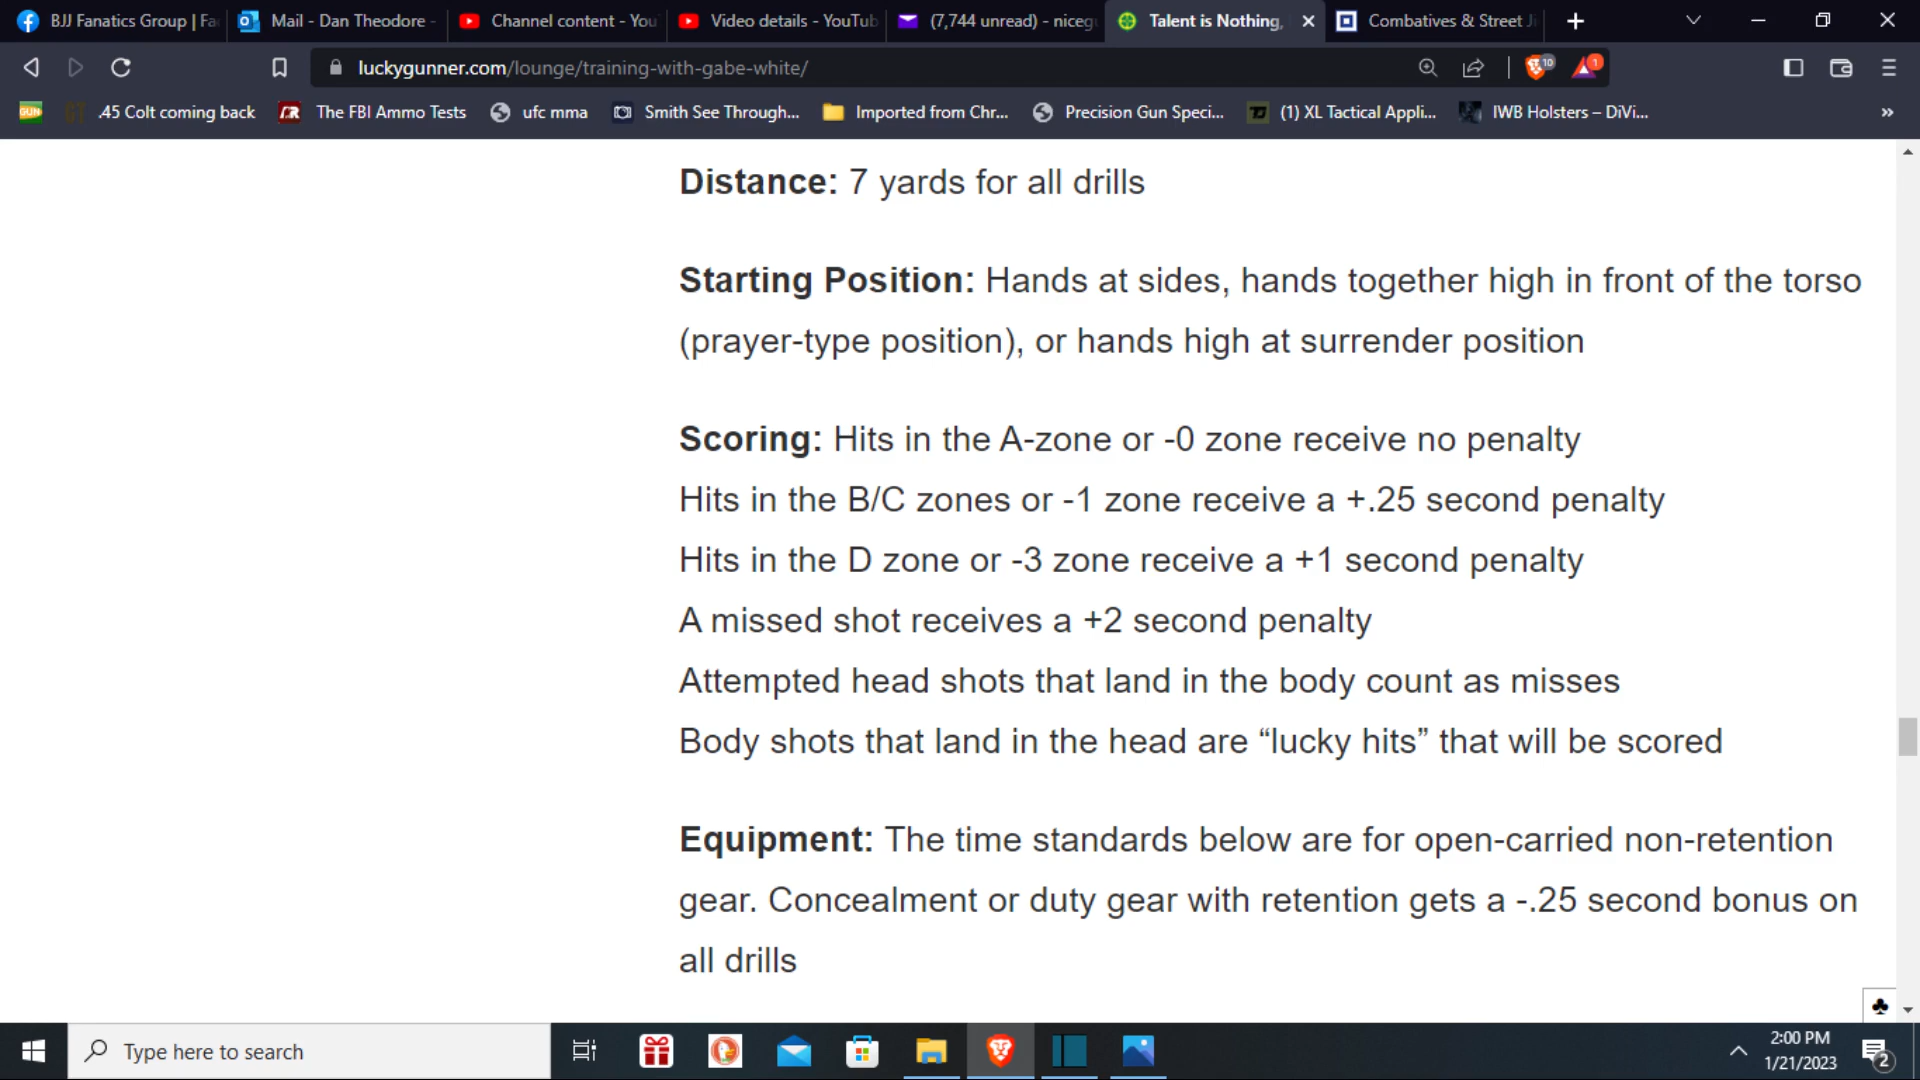 BJJ Fanatics Group | Fa
Mail - Dan Theodore -
Channel content - You
Video details - YouTub
(7,744 unread) - niceg
Talent is Nothing,
Combatives & Street Ji
luckygunner.com/lounge/training-with-gabe-white/
10
1
GUN
.45 Colt coming back
The FBI Ammo Tests
ufc mma
Smith See Through...
Imported from Chr...
Precision Gun Speci...
(1) XL Tactical Appli...
IWB Holsters – DiVi...
»
Distance: 7 yards for all drills
Starting Position: Hands at sides, hands together high in front of the torso
(prayer-type position), or hands high at surrender position
Scoring: Hits in the A-zone or -0 zone receive no penalty
Hits in the B/C zones or -1 zone receive a +.25 second penalty
Hits in the D zone or -3 zone receive a +1 second penalty
A missed shot receives a +2 second penalty
Attempted head shots that land in the body count as misses
Body shots that land in the head are “lucky hits” that will be scored
Equipment: The time standards below are for open-carried non-retention
gear. Concealment or duty gear with retention gets a -.25 second bonus on
all drills
Type here to search
2:00 PM
1/21/2023
2